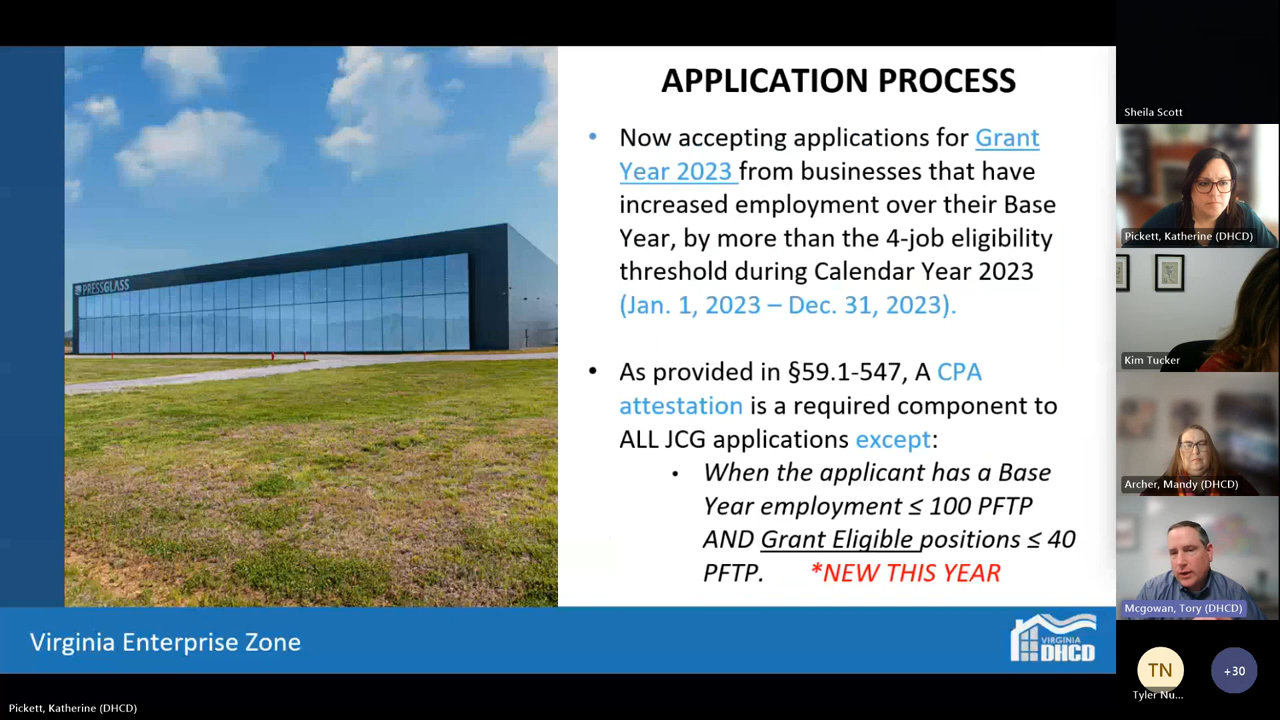 APPLICATION PROCESS
• Now accepting applications for Grant
Year 2023 from businesses that have
increased employment over their Base
Year, by more than the 4-job eligibility
threshold during Calendar Year 2023
(Jan. 1, 2023 – Dec. 31, 2023).
• As provided in §59.1-547, A CPA
attestation is a required component to
ALL JCG applications except:
• When the applicant has a Base
Year employment ≤ 100 PFTP
AND Grant Eligible positions ≤ 40
PFTP. *NEW THIS YEAR
PRESSGLASS
Virginia Enterprise Zone
VIRGINIA
DHCD
Sheila Scott
Pickett, Katherine (DHCD)
Kim Tucker
Archer, Mandy (DHCD)
Mcgowan, Tory (DHCD)
TN
+30
Tyler Nu...
Pickett, Katherine (DHCD)